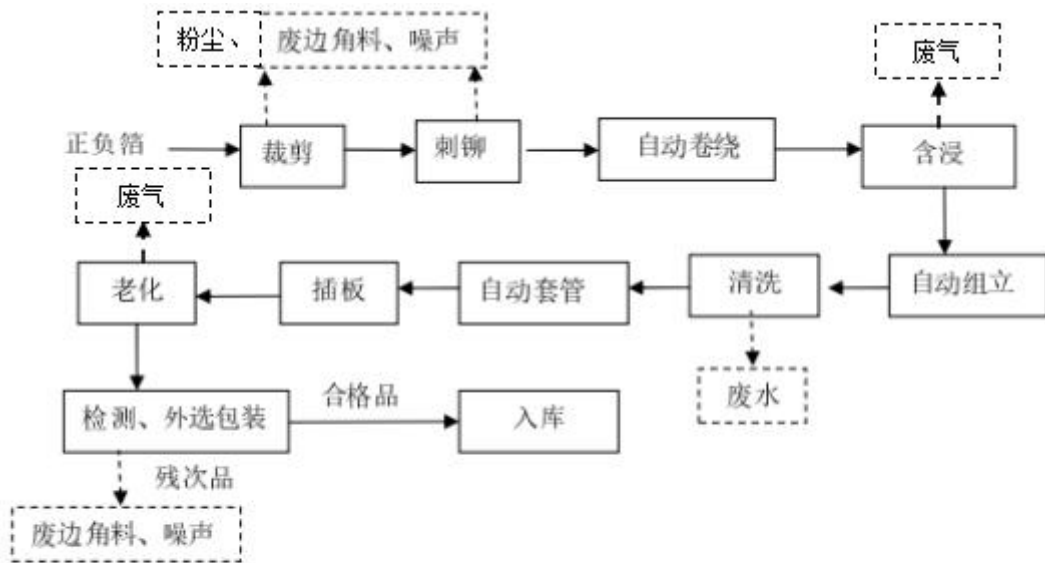 粉尘、
废边角料、噪声
废气
正负箔
裁剪
刺铆
自动卷绕
含浸
废气
老化
插板
自动套管
清洗
自动组立
废水
检测、外选包装
合格品
入库
残次品
废边角料、噪声